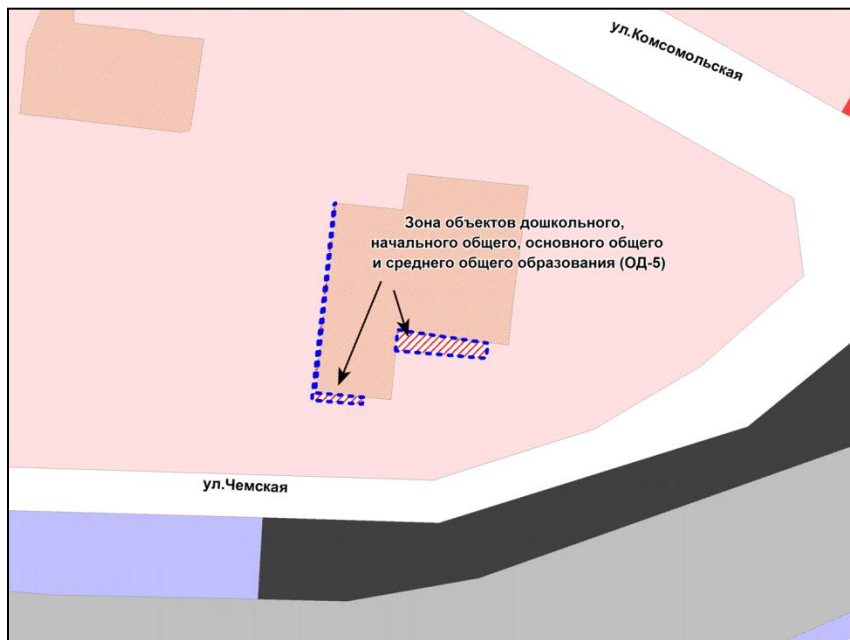 ул.Комсомольская
Зона объектов дошкольного,
начального общего, основного общего
и среднего общего образования (ОД-5)
ул.Чемская